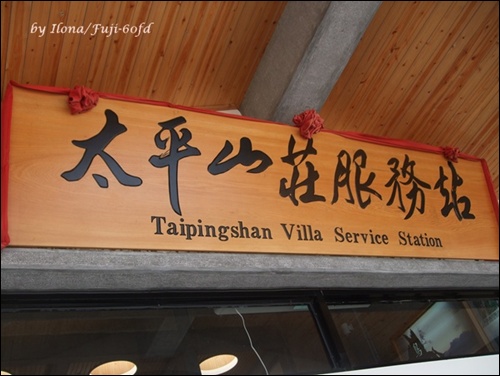 by Ilona/Fuji-60fd
太平山莊服務站
Taipingshan Villa Service Station